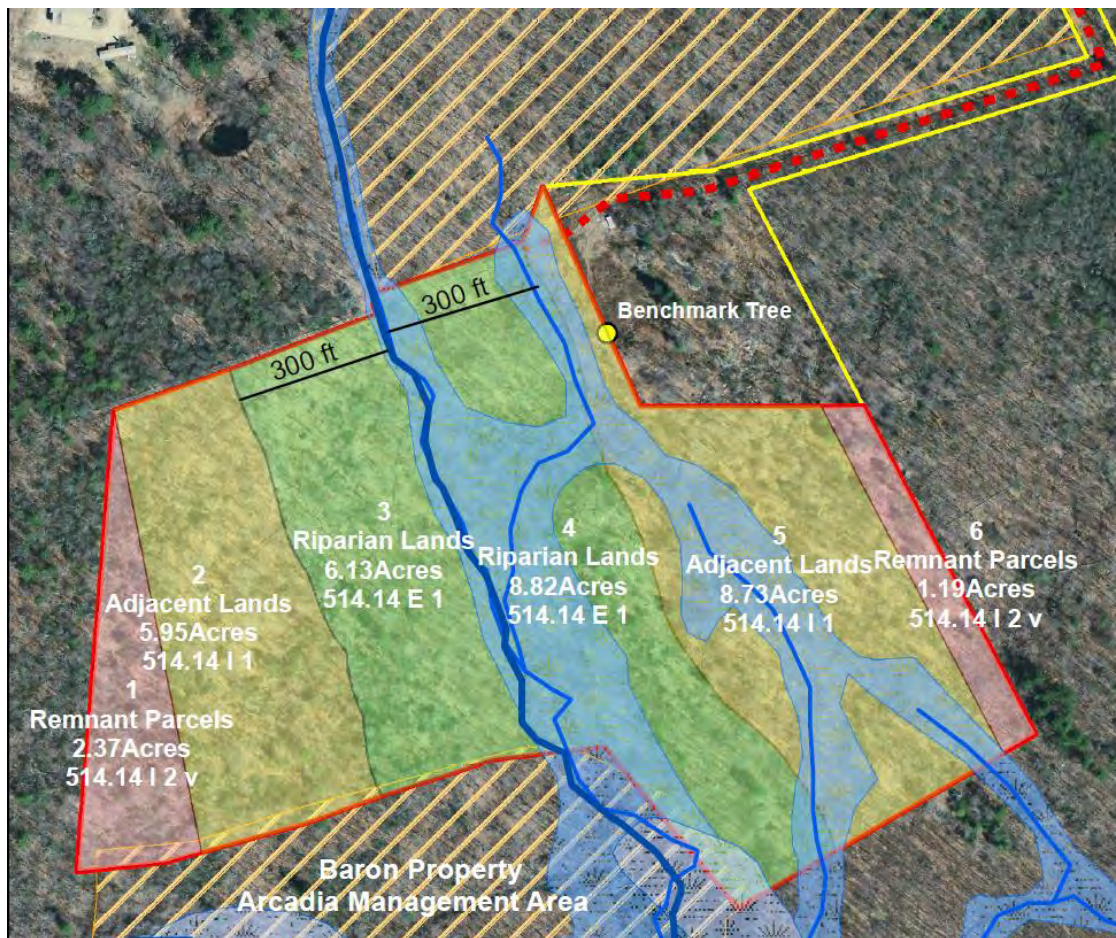 300 ft
300 ft
Benchmark Tree
1
Remnant Parcels
2.37Acres
514.14 I 2 v
2
Adjacent Lands
5.95Acres
514.14 I 1
3
Riparian Lands
6.13Acres
514.14 E 1
4
Riparian Lands
8.82Acres
514.14 E 1
5
Adjacent Lands
8.73Acres
514.14 I 1
6
Remnant Parcels
1.19Acres
514.14 I 2 v
Baron Property
Arcadia Management Area